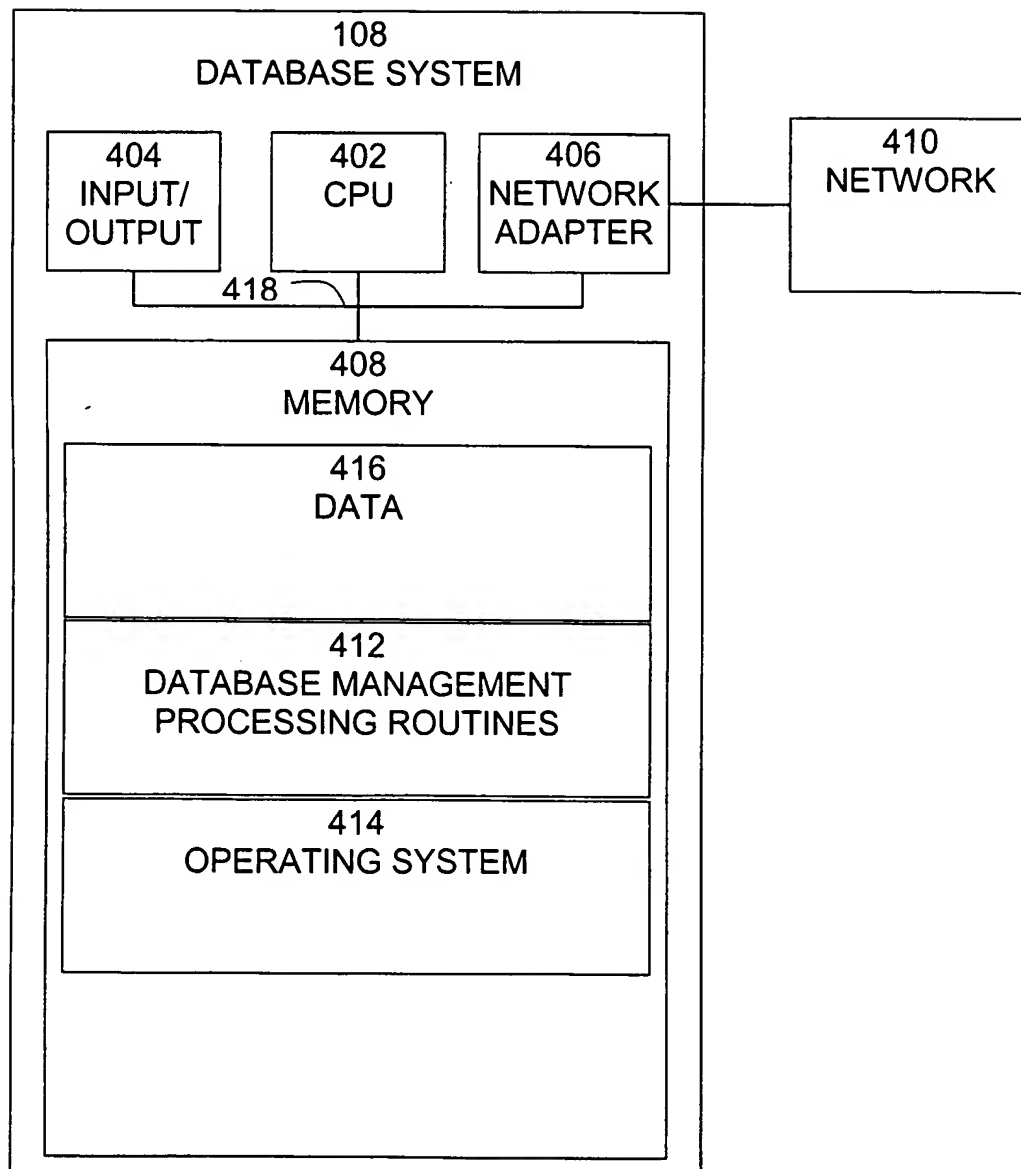 108
DATABASE SYSTEM
404
INPUT/
OUTPUT
402
CPU
406
NETWORK
ADAPTER
410
NETWORK
418
408
MEMORY
416
DATA
412
DATABASE MANAGEMENT
PROCESSING ROUTINES
414
OPERATING SYSTEM